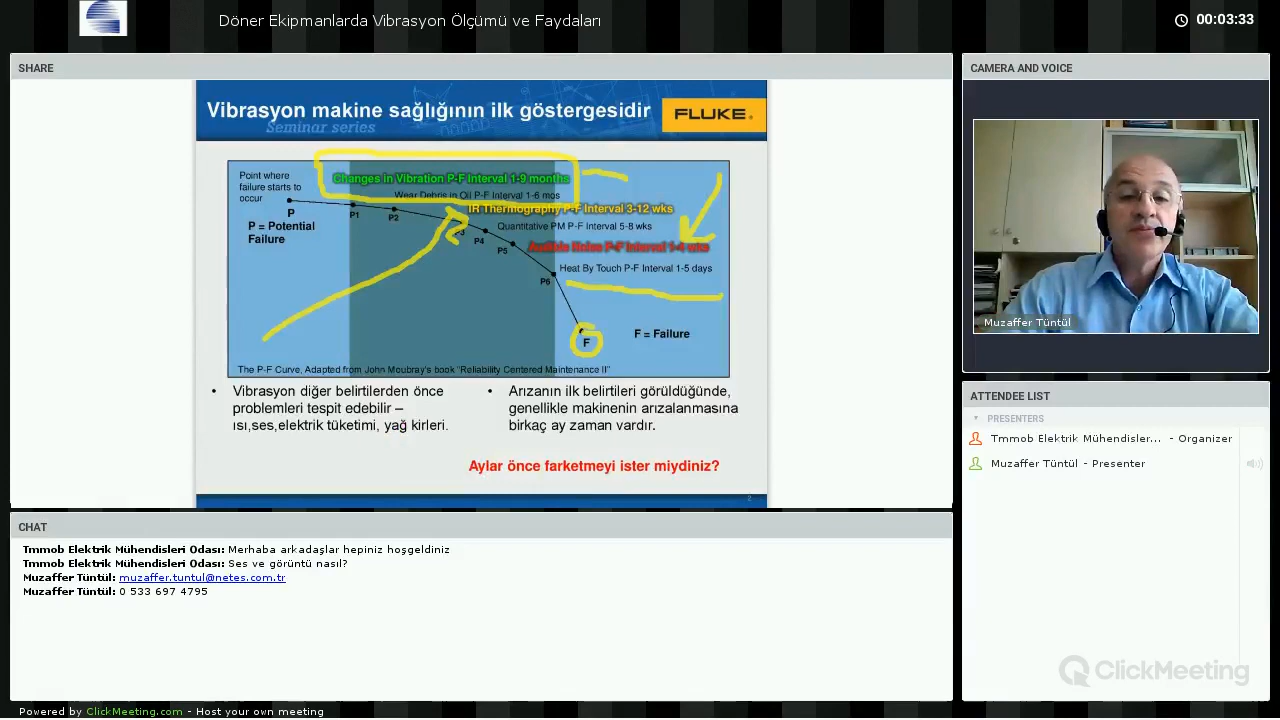 Döner Ekipmanlarda Vibrasyon Ölçümü ve Faydaları
00:03:33
SHARE
Vibrasyon makine sağlığının ilk göstergesidir
Seminar series
FLUKE®
Point where
failure starts to
occur
P
P = Potential
Failure
Changes in Vibration P-F Interval 1-9 months
Wear Debris in Oil P-F Interval 1-6 mos
IR Thermography P-F Interval 3-12 wks
Quantitative PM P-F Interval 5-8 wks
Audible Noise P-F Interval 1-4 wks
Heat By Touch P-F Interval 1-5 days
P1
P2
P3
P4
P5
P6
F
F = Failure
The P-F Curve, Adapted from John Moubray's book "Reliability Centered Maintenance II"
• Vibrasyon diğer belirtilerden önce
problemleri tespit edebilir –
ısı,ses,elektrik tüketimi, yağ kirleri.
• Arızanın ilk belirtileri görüldüğünde,
genellikle makinenin arızalanmasına
birkaç ay zaman vardır.
Aylar önce farketmeyi ister miydiniz?
2
CAMERA AND VOICE
Muzaffer Tüntül
ATTENDEE LIST
PRESENTERS
Tmmob Elektrik Mühendisler... - Organizer
Muzaffer Tüntül - Presenter
CHAT
Tmmob Elektrik Mühendisleri Odası: Merhaba arkadaşlar hepiniz hoşgeldiniz
Tmmob Elektrik Mühendisleri Odası: Ses ve görüntü nasıl?
Muzaffer Tüntül: muzaffer.tuntul@netes.com.tr
Muzaffer Tüntül: 0 533 697 4795
ClickMeeting
Powered by ClickMeeting.com - Host your own meeting